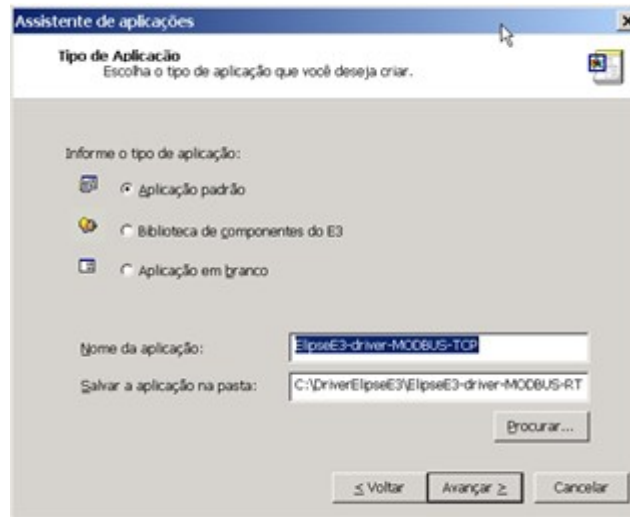 Assistente de aplicações
Tipo de Aplicação
Escolha o tipo de aplicação que você deseja criar.
Informe o tipo de aplicação:
Aplicação padrão
Biblioteca de componentes do E3
Aplicação em branco
Nome da aplicação: ElipseE3-driver-MODBUS-TCP
Salvar a aplicação na pasta: C:\DriverElipseE3\ElipseE3-driver-MODBUS-RT
Procurar...
≤ Voltar Avançar ≥ Cancelar